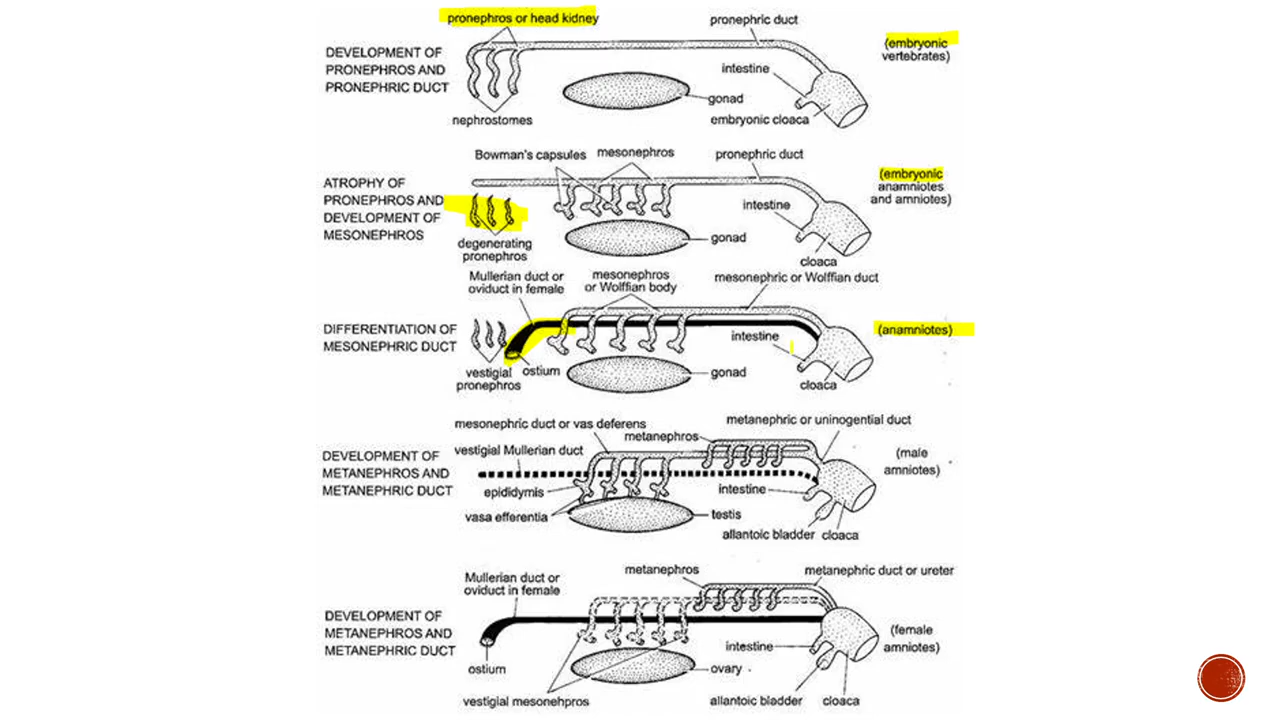 pronephros or head kidney
pronephric duct
DEVELOPMENT OF
PRONEPHROS AND
PRONEPHRIC DUCT
(embryonic
vertebrates)
intestine
gonad
nephrostomes
embryonic cloaca
Bowman's capsules
mesonephros
pronephric duct
ATROPHY OF
PRONEPHROS AND
DEVELOPMENT OF
MESONEPHROS
(embryonic
anamniotes
and amniotes)
intestine
gonad
degenerating
pronephros
cloaca
Mullerian duct or
oviduct in female
mesonephros
or Wolffian body
mesonephric or Wolffian duct
DIFFERENTIATION OF
MESONEPHRIC DUCT
(anamniotes)
intestine
vestigial
pronephros
ostium
gonad
cloaca
mesonephric duct or vas deferens
metanephric or uninogential duct
metanephros
vestigial Mullerian duct
DEVELOPMENT OF
METANEPHROS AND
METANEPHRIC DUCT
(male
amniotes)
epididymis
intestine
vasa efferentia
testis
allantoic bladder
cloaca
Mullerian duct or
oviduct in female
metanephros
metanephric duct or ureter
DEVELOPMENT OF
METANEPHROS AND
METANEPHRIC DUCT
(female
amniotes)
intestine
ostium
ovary
vestigial mesonehpros
allantoic bladder
cloaca